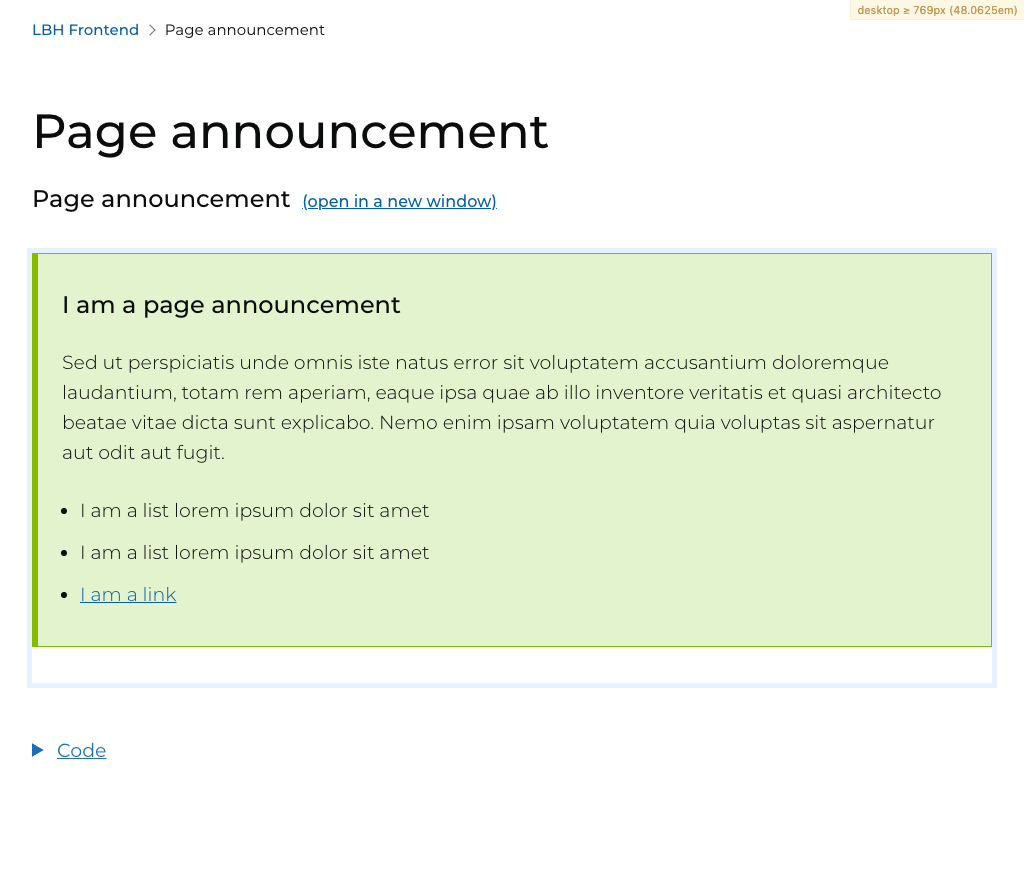 desktop ≥ 769px (48.0625em)
LBH Frontend Page announcement
Page announcement
Page announcement (open in a new window)
I am a page announcement
Sed ut perspiciatis unde omnis iste natus error sit voluptatem accusantium doloremque
laudantium, totam rem aperiam, eaque ipsa quae ab illo inventore veritatis et quasi architecto
beatae vitae dicta sunt explicabo. Nemo enim ipsam voluptatem quia voluptas sit aspernatur
aut odit aut fugit.
I am a list lorem ipsum dolor sit amet
I am a list lorem ipsum dolor sit amet
I am a link
Code